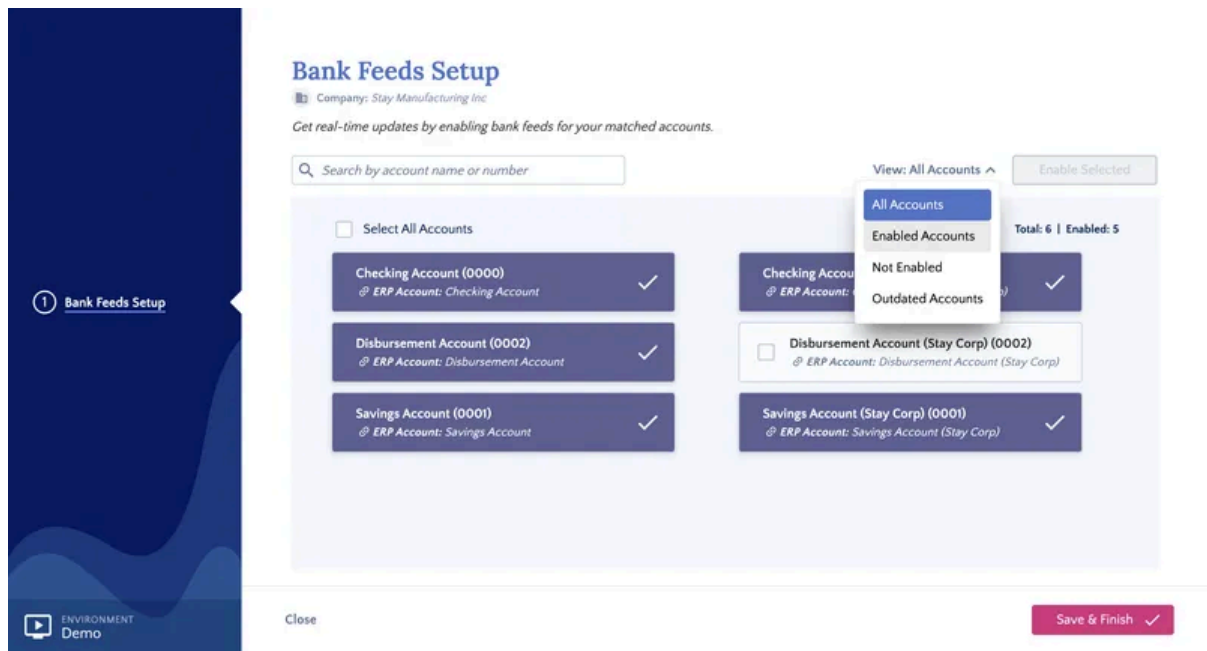 Bank Feeds Setup
Company: Stay Manufacturing Inc
Get real-time updates by enabling bank feeds for your matched accounts.
Search by account name or number
View: All Accounts
Enable Selected
All Accounts
Enabled Accounts
Not Enabled
Outdated Accounts
Select All Accounts
Total: 6 | Enabled: 5
Checking Account (0000)
ERP Account: Checking Account
Checking
ERP Account:
Disbursement Account (0002)
ERP Account: Disbursement Account
Disbursement Account (Stay Corp) (0002)
ERP Account: Disbursement Account (Stay Corp)
Savings Account (0001)
ERP Account: Savings Account
Savings Account (Stay Corp) (0001)
ERP Account: Savings Account (Stay Corp)
1 Bank Feeds Setup
ENVIRONMENT
Demo
Close
Save & Finish